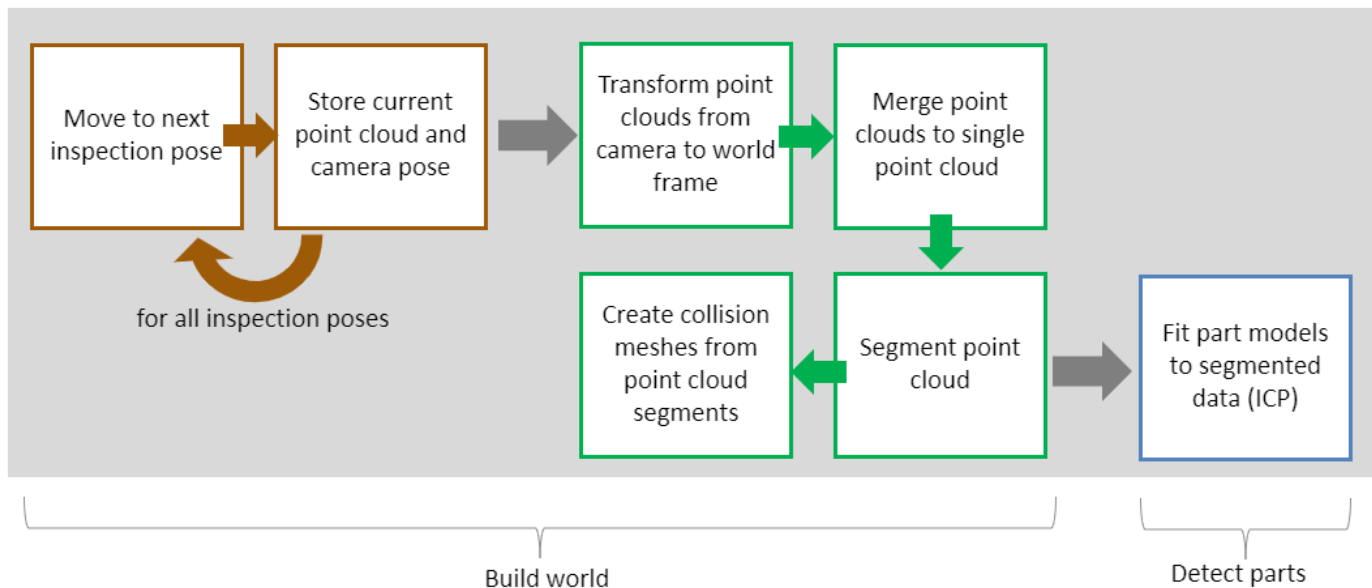 Move to next
inspection pose
Store current
point cloud and
camera pose
for all inspection poses
Transform point
clouds from
camera to world
frame
Merge point
clouds to single
point cloud
Create collision
meshes from
point cloud
segments
Segment point
cloud
Fit part models
to segmented
data (ICP)
Build world
Detect parts